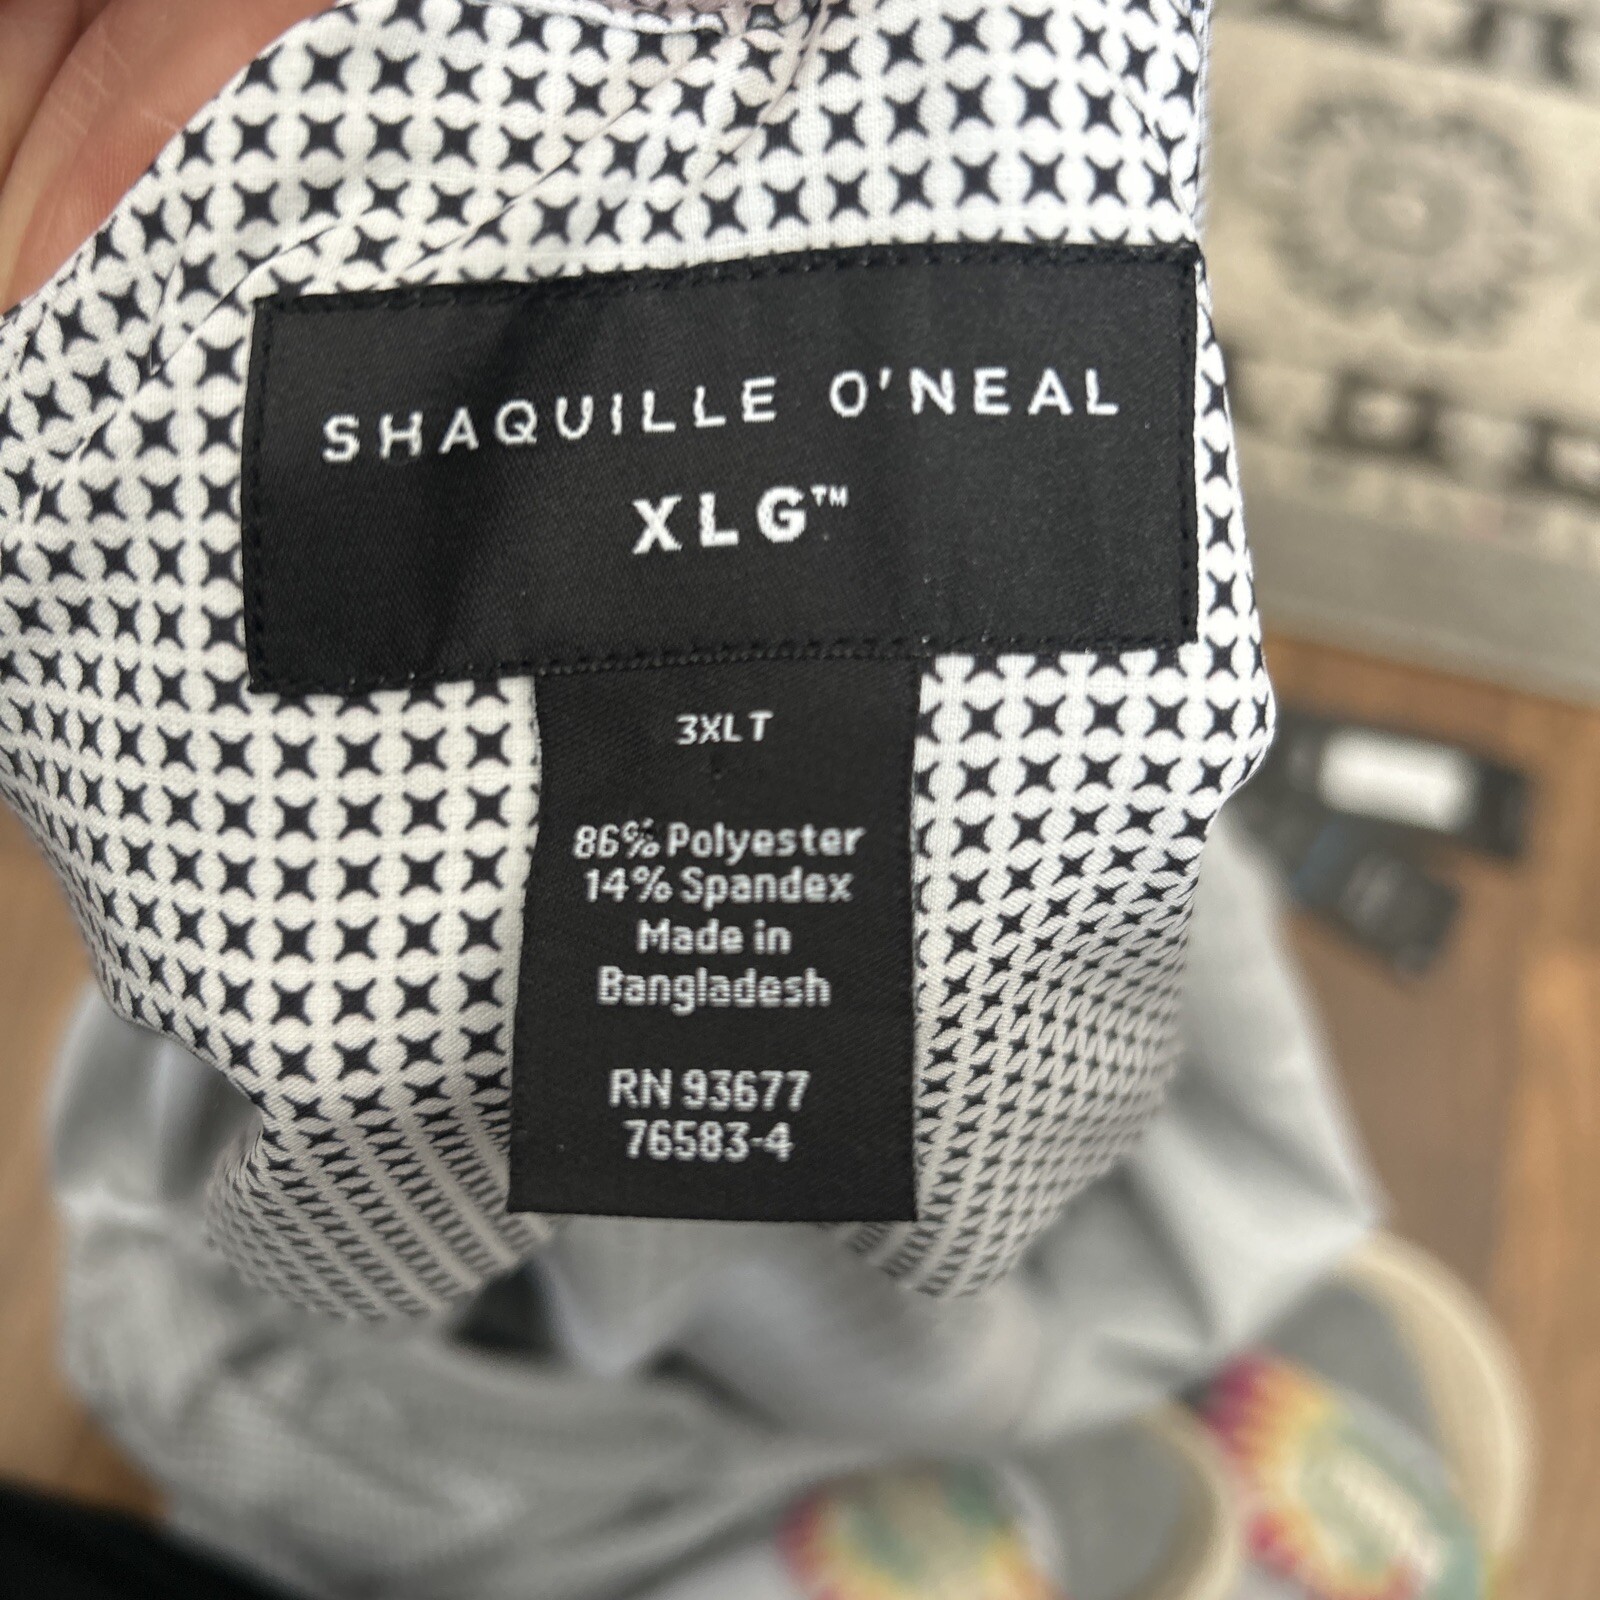 SHAQUILLE O'NEAL
XLG™
3XLT
86% Polyester
14% Spandex
Made in
Bangladesh
RN 93677
76583-4